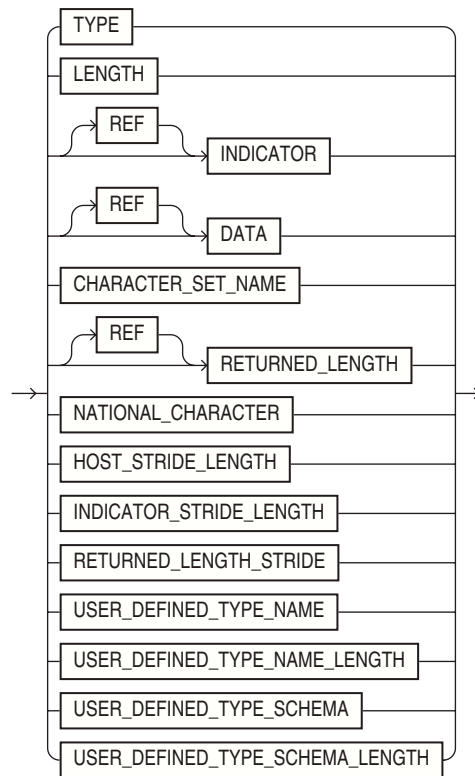 TYPE
LENGTH
REF
INDICATOR
REF
DATA
CHARACTER_SET_NAME
REF
RETURNED_LENGTH
NATIONAL_CHARACTER
HOST_STRIDE_LENGTH
INDICATOR_STRIDE_LENGTH
RETURNED_LENGTH_STRIDE
USER_DEFINED_TYPE_NAME
USER_DEFINED_TYPE_NAME_LENGTH
USER_DEFINED_TYPE_SCHEMA
USER_DEFINED_TYPE_SCHEMA_LENGTH